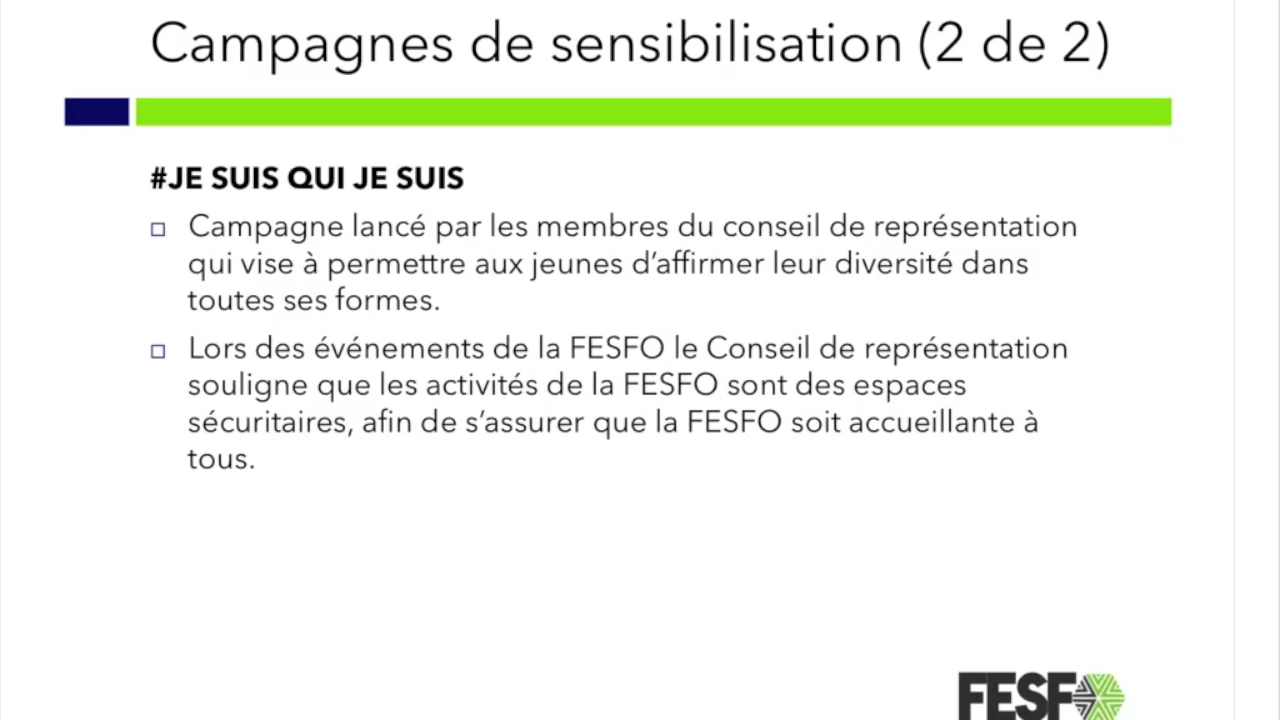 Campagnes de sensibilisation (2 de 2)
#JE SUIS QUI JE SUIS
Campagne lancé par les membres du conseil de représentation
qui vise à permettre aux jeunes d’affirmer leur diversité dans
toutes ses formes.
Lors des événements de la FESFO le Conseil de représentation
souligne que les activités de la FESFO sont des espaces
sécuritaires, afin de s’assurer que la FESFO soit accueillante à
tous.
FESFO